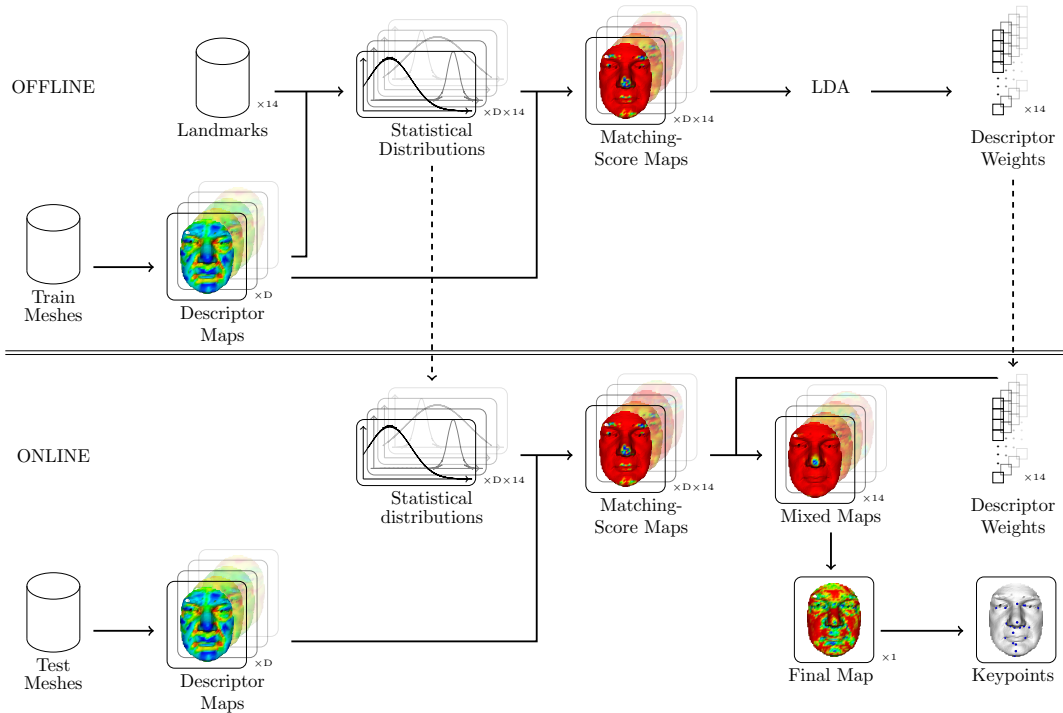 OFFLINE
×14
Landmarks
×D×14
Statistical
Distributions
×D×14
Matching-
Score Maps
LDA
×14
Descriptor
Weights
Train
Meshes
×D
Descriptor
Maps
ONLINE
×D×14
Statistical
distributions
×D×14
Matching-
Score Maps
×14
Mixed Maps
×14
Descriptor
Weights
Test
Meshes
×D
Descriptor
Maps
×1
Final Map
Keypoints